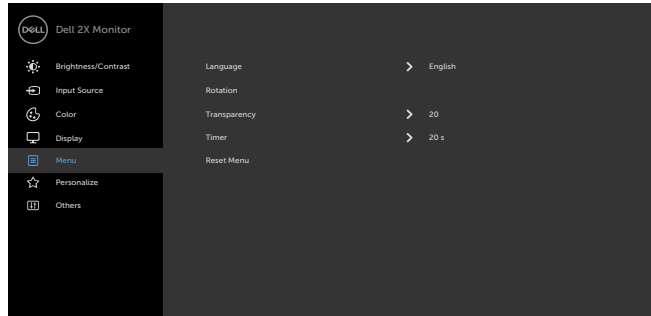 DELL Dell 2X Monitor
Brightness/Contrast Language English
Input Source Rotation
Color Transparency 20
Display Timer 20 s
Menu Reset Menu
Personalize
Others